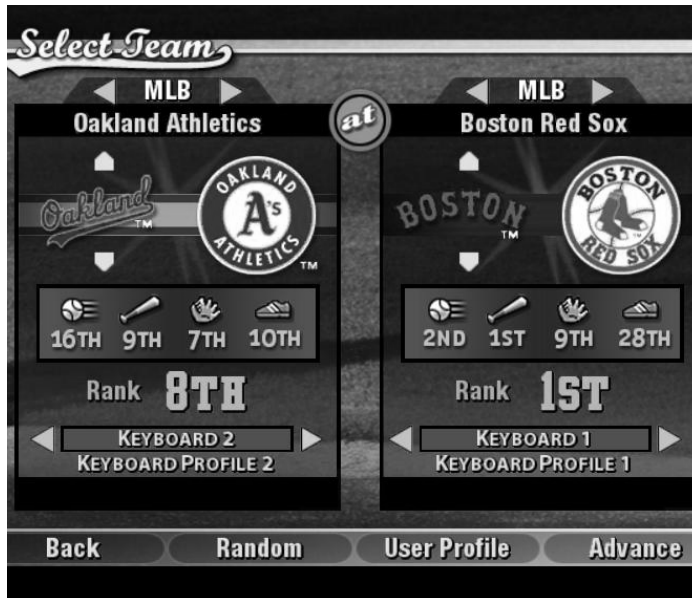 Select Team
MLB
MLB
Oakland Athletics
at
Boston Red Sox
Oakland TM
OAKLAND A's ATHLETICS TM
BOSTON TM
BOSTON RED SOX
16TH 9TH 7TH 10TH
2ND 1ST 9TH 28TH
Rank 8TH
Rank 1ST
KEYBOARD 2
KEYBOARD PROFILE 2
KEYBOARD 1
KEYBOARD PROFILE 1
Back Random User Profile Advance